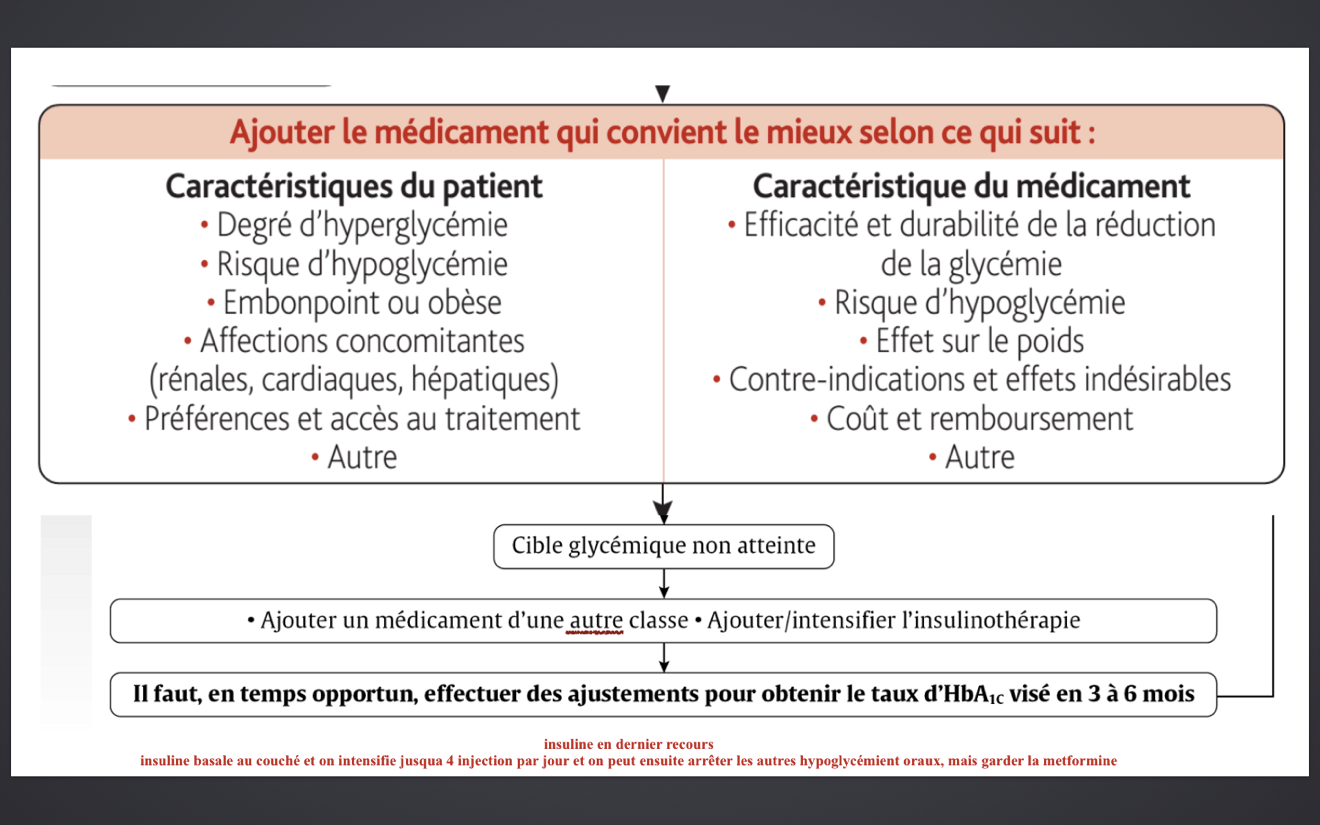 Ajouter le médicament qui convient le mieux selon ce qui suit :
Caractéristiques du patient
• Degré d’hyperglycémie
• Risque d’hypoglycémie
• Embonpoint ou obèse
• Affections concomitantes
(rénales, cardiaques, hépatiques)
• Préférences et accès au traitement
• Autre
Caractéristique du médicament
• Efficacité et durabilité de la réduction
de la glycémie
• Risque d’hypoglycémie
• Effet sur le poids
• Contre-indications et effets indésirables
• Coût et remboursement
• Autre
Cible glycémique non atteinte
• Ajouter un médicament d’une autre classe • Ajouter/intensifier l’insulinothérapie
Il faut, en temps opportun, effectuer des ajustements pour obtenir le taux d’HbA1C visé en 3 à 6 mois
insuline en dernier recours
insuline basale au couché et on intensifie jusqua 4 injection par jour et on peut ensuite arrêter les autres hypoglycémient oraux, mais garder la metformine